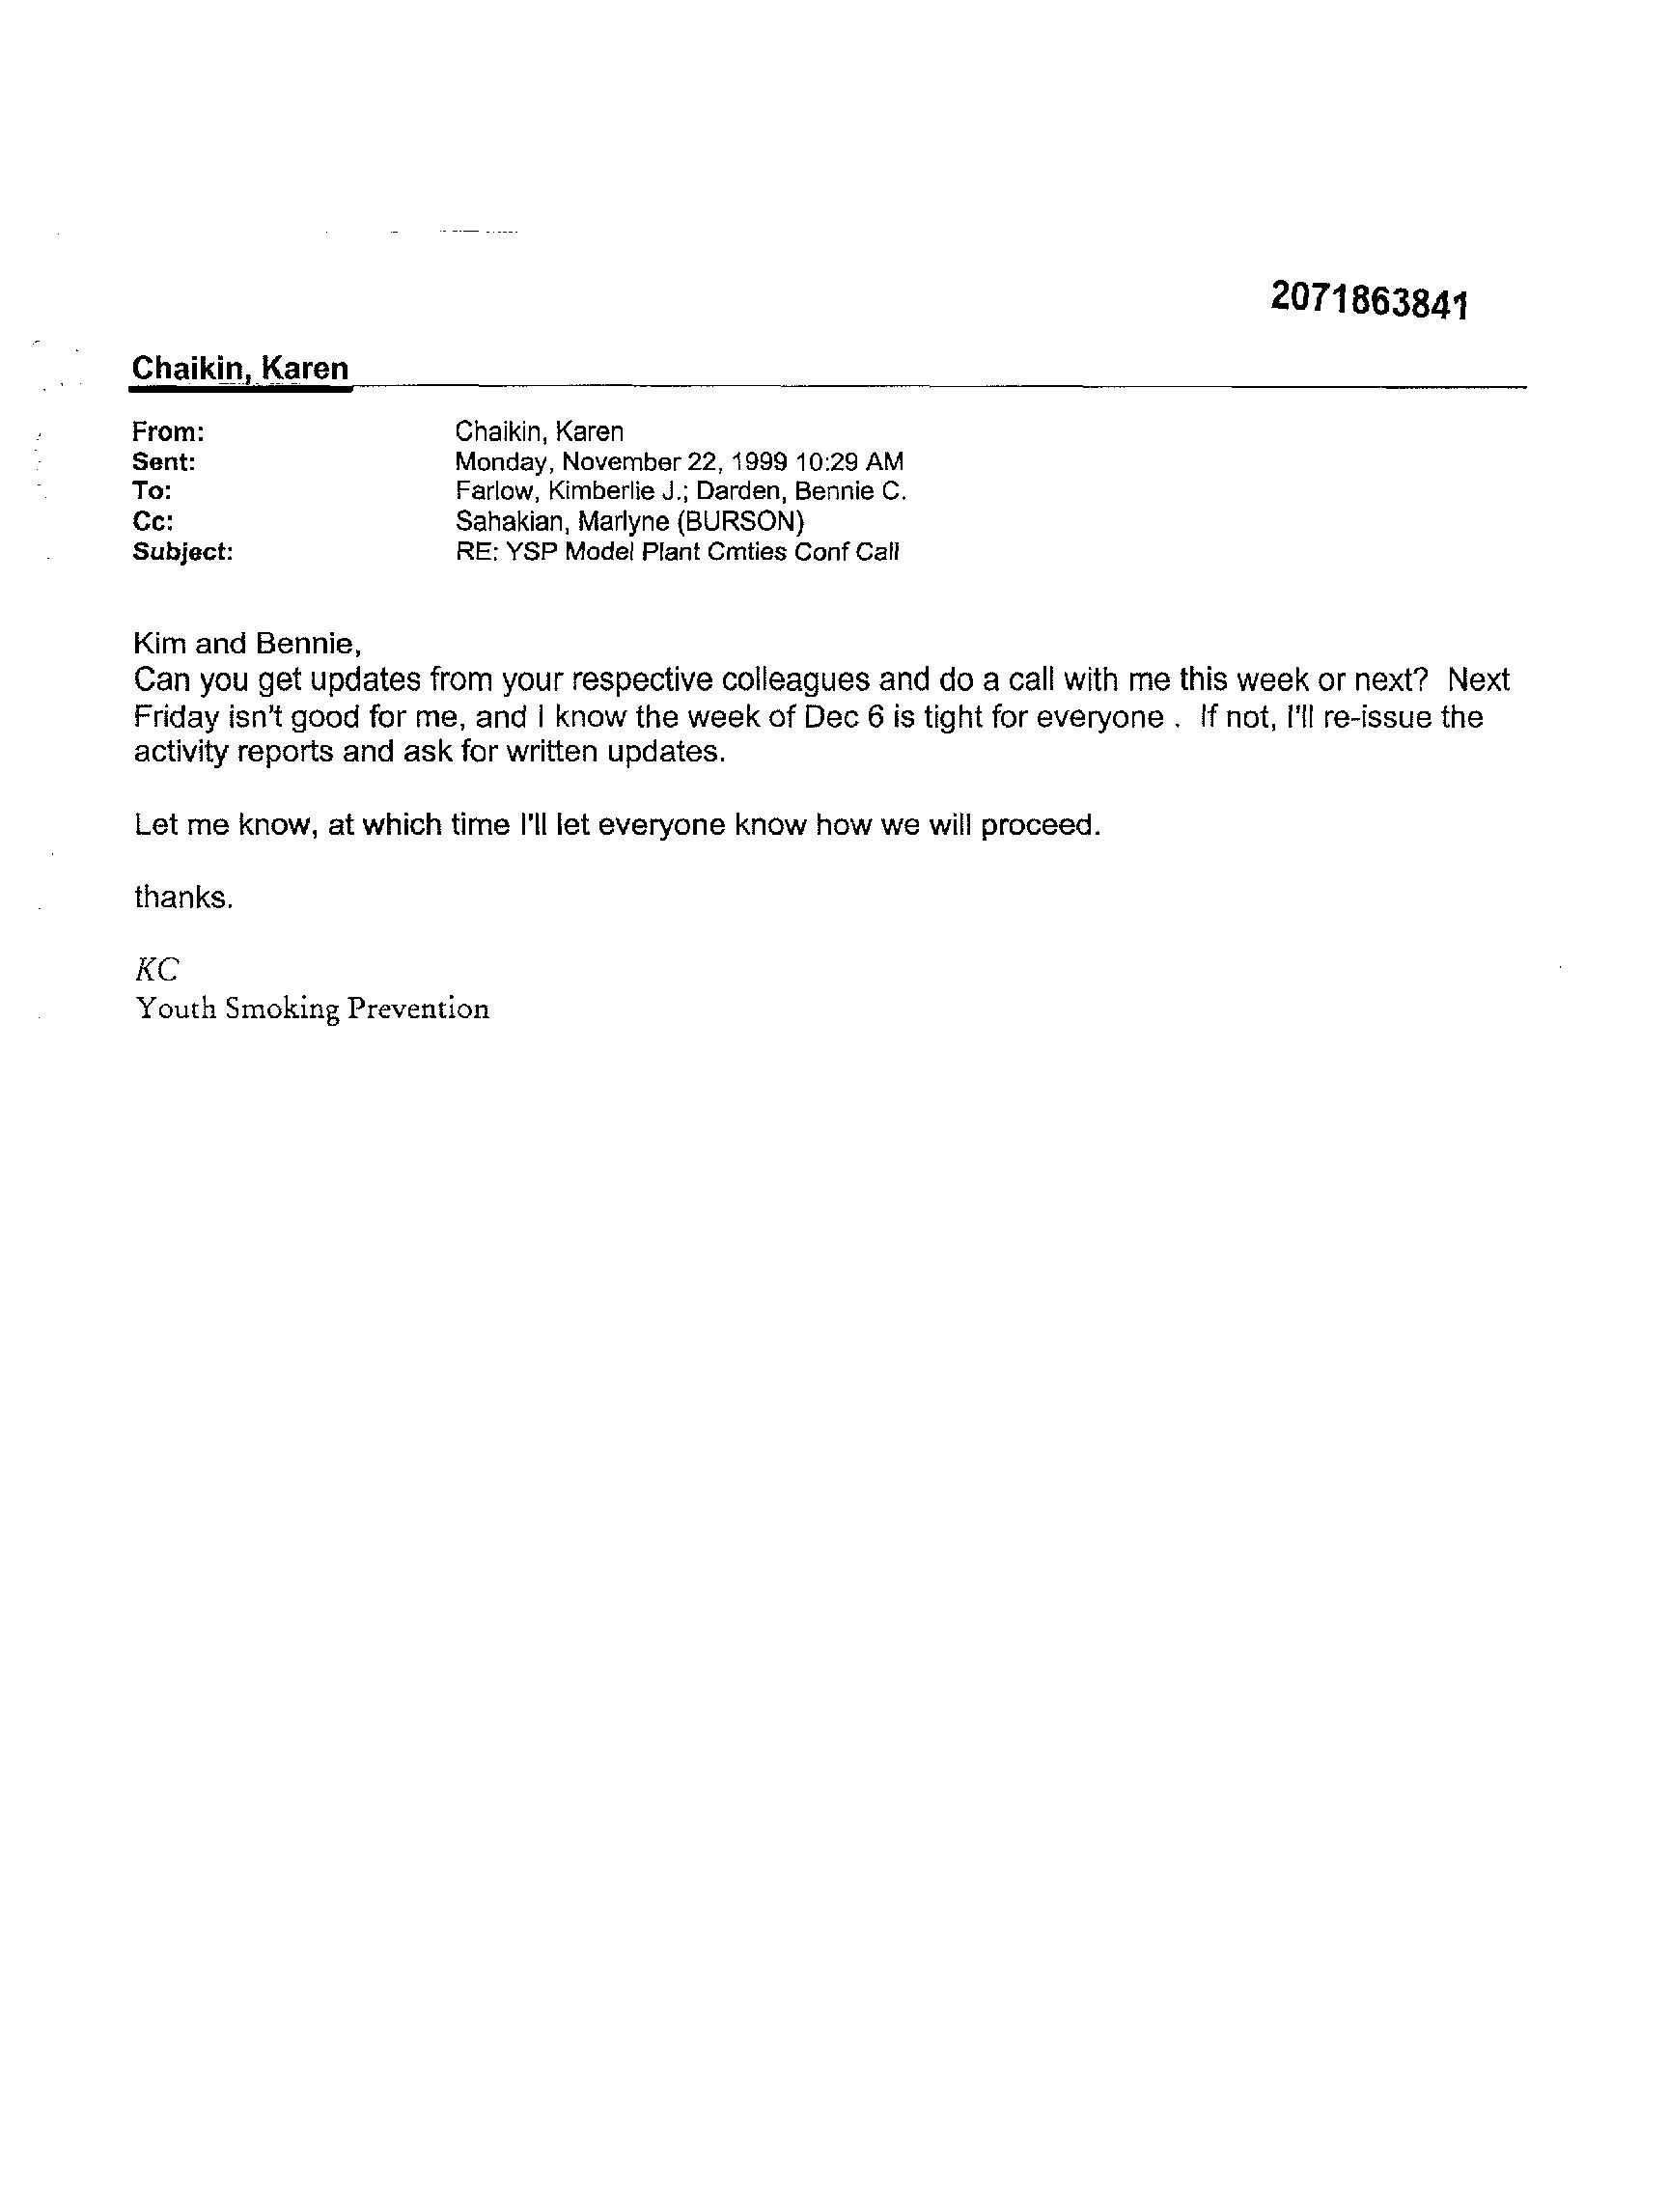 2071863841
Chaikin, Karen
From: Chaikin, Karen
Sent: Monday, November 22, 1999 10:29 AM
To: Farlow, Kimberlie J.; Darden, Bennie C.
Cc: Sahakian, Marlyne (BURSON)
Subject: RE: YSP Model Plant Cmties Conf Call
Kim and Bennie,
Can you get updates from your respective colleagues and do a call with me this week or next?  Next
Friday isn't good for me, and I know the week of Dec 6 is tight for everyone .  If not, I'll re-issue the
activity reports and ask for written updates.
Let me know, at which time I'll let everyone know how we will proceed.
thanks.
KC
Youth Smoking Prevention